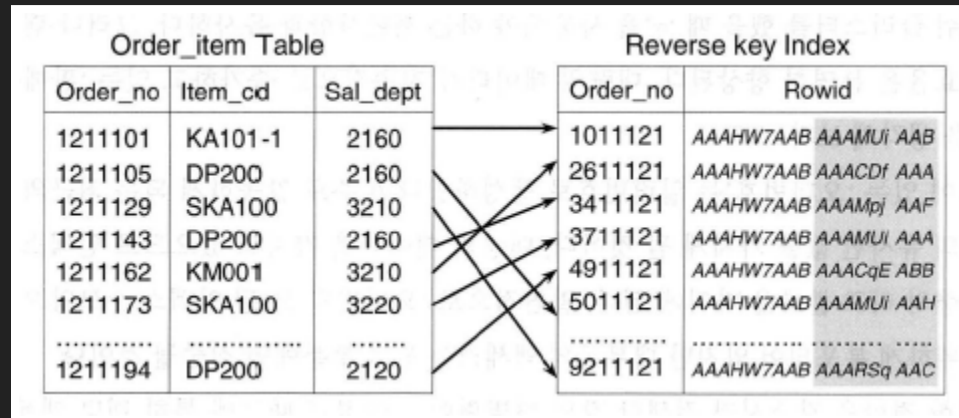 Order_item Table
Reverse key Index
Order_no Item_cd Sal_dept
Order_no Rowid
1211101 KA101-1 2160
1011121 AAAHW7AAB AAAMUi AAB
1211105 DP200 2160
2611121 AAAHW7AAB AAACDf AAA
1211129 SKA100 3210
3411121 AAAHW7AAB AAAMpj AAF
1211143 DP200 2160
3711121 AAAHW7AAB AAAMUi AAA
1211162 KM001 3210
4911121 AAAHW7AAB AAACqE ABB
1211173 SKA100 3220
5011121 AAAHW7AAB AAAMUi AAH
1211194 DP200 2120
9211121 AAAHW7AAB AAARSq AAC